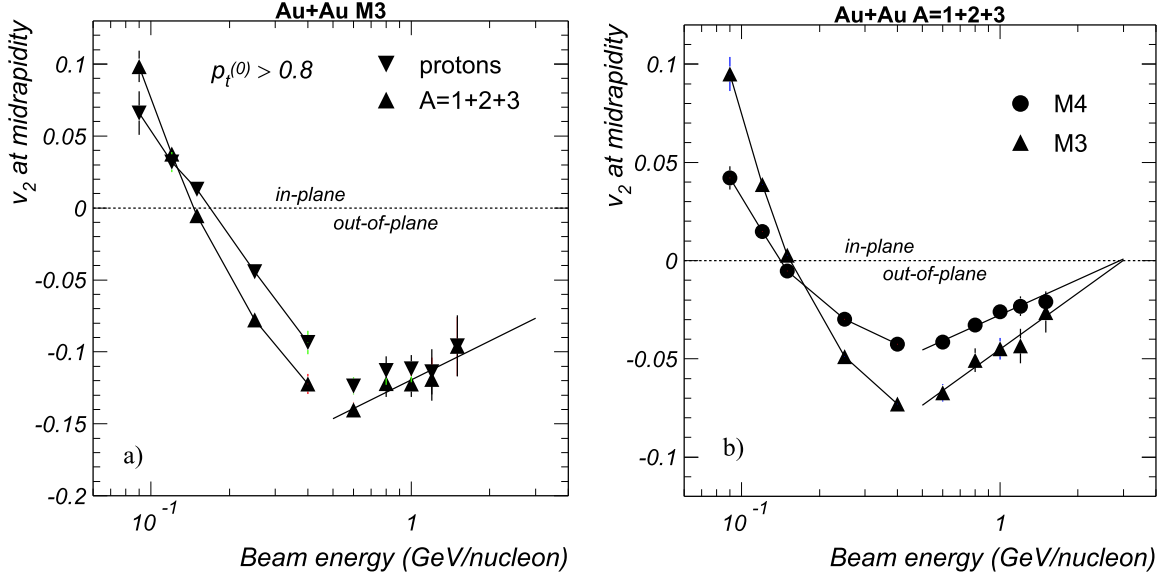 Au+Au M3
v2 at midrapidity
0.1
0.05
0
-0.05
-0.1
-0.15
-0.2
pt(0) > 0.8
protons
A=1+2+3
in-plane
out-of-plane
a)
10-1
1
Beam energy (GeV/nucleon)
Au+Au A=1+2+3
v2 at midrapidity
0.1
0.05
0
-0.05
-0.1
M4
M3
in-plane
out-of-plane
b)
10-1
1
Beam energy (GeV/nucleon)